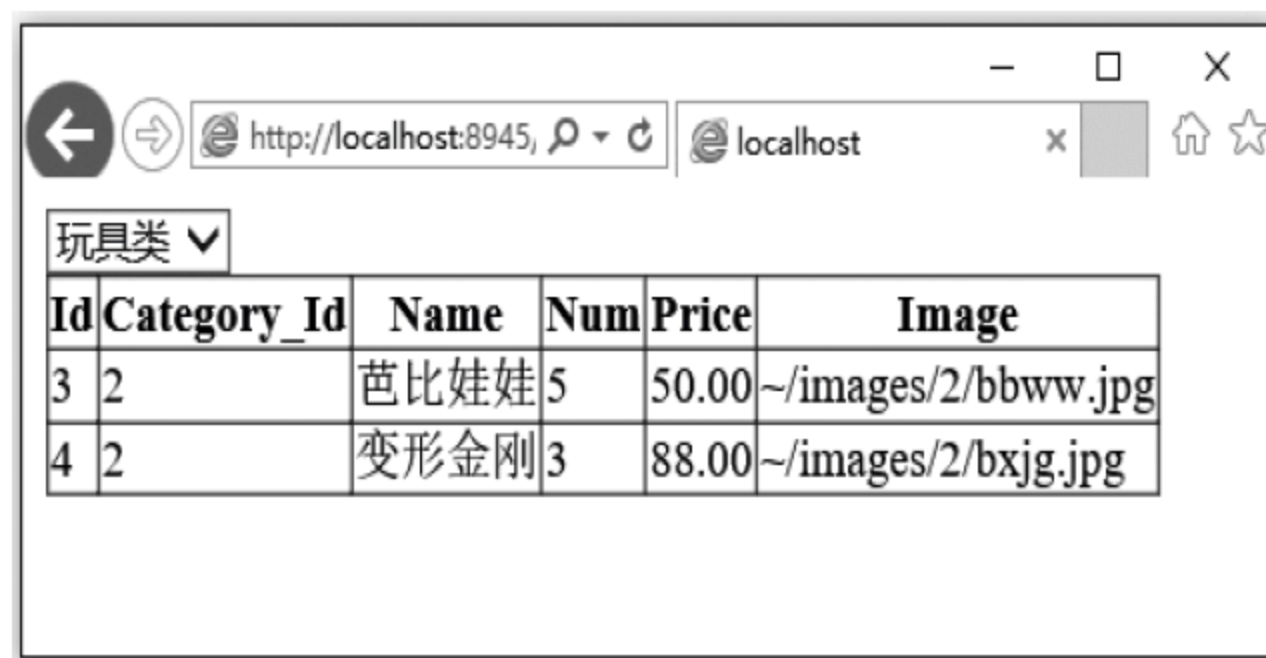 http://localhost:8945/ localhost
玩具类
Id Category_Id Name Num Price Image
3 2 芭比娃娃 5 50.00 ~/images/2/bbww.jpg
4 2 变形金刚 3 88.00 ~/images/2/bxjg.jpg